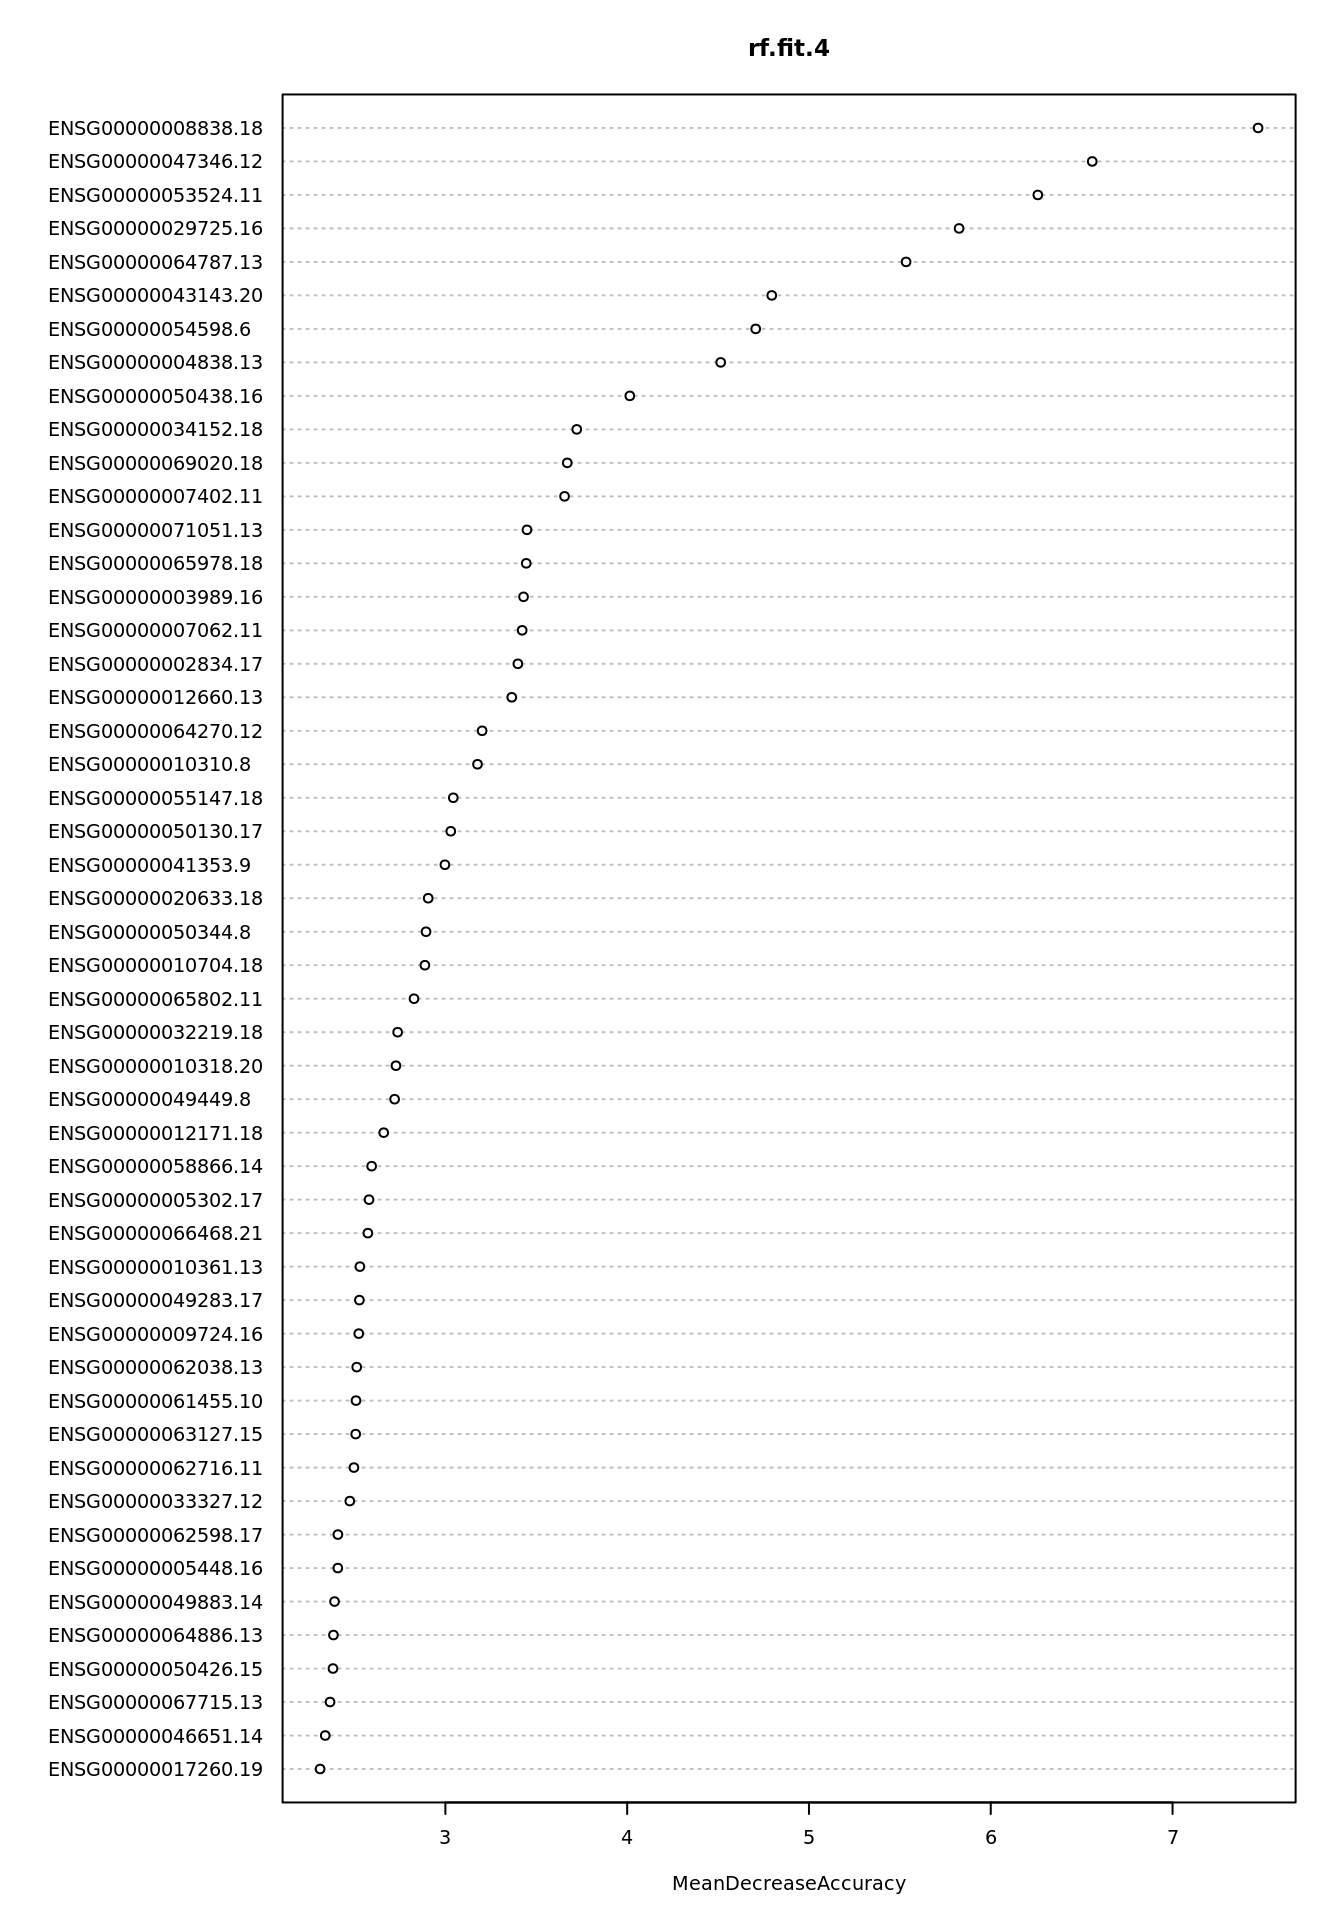 rf.fit.4
ENSG00000008838.18
ENSG00000047346.12
ENSG00000053524.11
ENSG00000029725.16
ENSG00000064787.13
ENSG00000043143.20
ENSG00000054598.6
ENSG00000004838.13
ENSG00000050438.16
ENSG00000034152.18
ENSG00000069020.18
ENSG00000007402.11
ENSG00000071051.13
ENSG00000065978.18
ENSG00000003989.16
ENSG00000007062.11
ENSG00000002834.17
ENSG00000012660.13
ENSG00000064270.12
ENSG00000010310.8
ENSG00000055147.18
ENSG00000050130.17
ENSG00000041353.9
ENSG00000020633.18
ENSG00000050344.8
ENSG00000010704.18
ENSG00000065802.11
ENSG00000032219.18
ENSG00000010318.20
ENSG00000049449.8
ENSG00000012171.18
ENSG00000058866.14
ENSG00000005302.17
ENSG00000066468.21
ENSG00000010361.13
ENSG00000049283.17
ENSG00000009724.16
ENSG00000062038.13
ENSG00000061455.10
ENSG00000063127.15
ENSG00000062716.11
ENSG00000033327.12
ENSG00000062598.17
ENSG00000005448.16
ENSG00000049883.14
ENSG00000064886.13
ENSG00000050426.15
ENSG00000067715.13
ENSG00000046651.14
ENSG00000017260.19
3 4 5 6 7
MeanDecreaseAccuracy